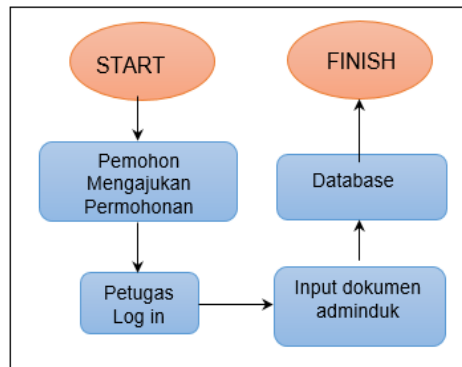 START
Pemohon
Mengajukan
Permohonan
Petugas
Log in
Input dokumen
adminduk
Database
FINISH